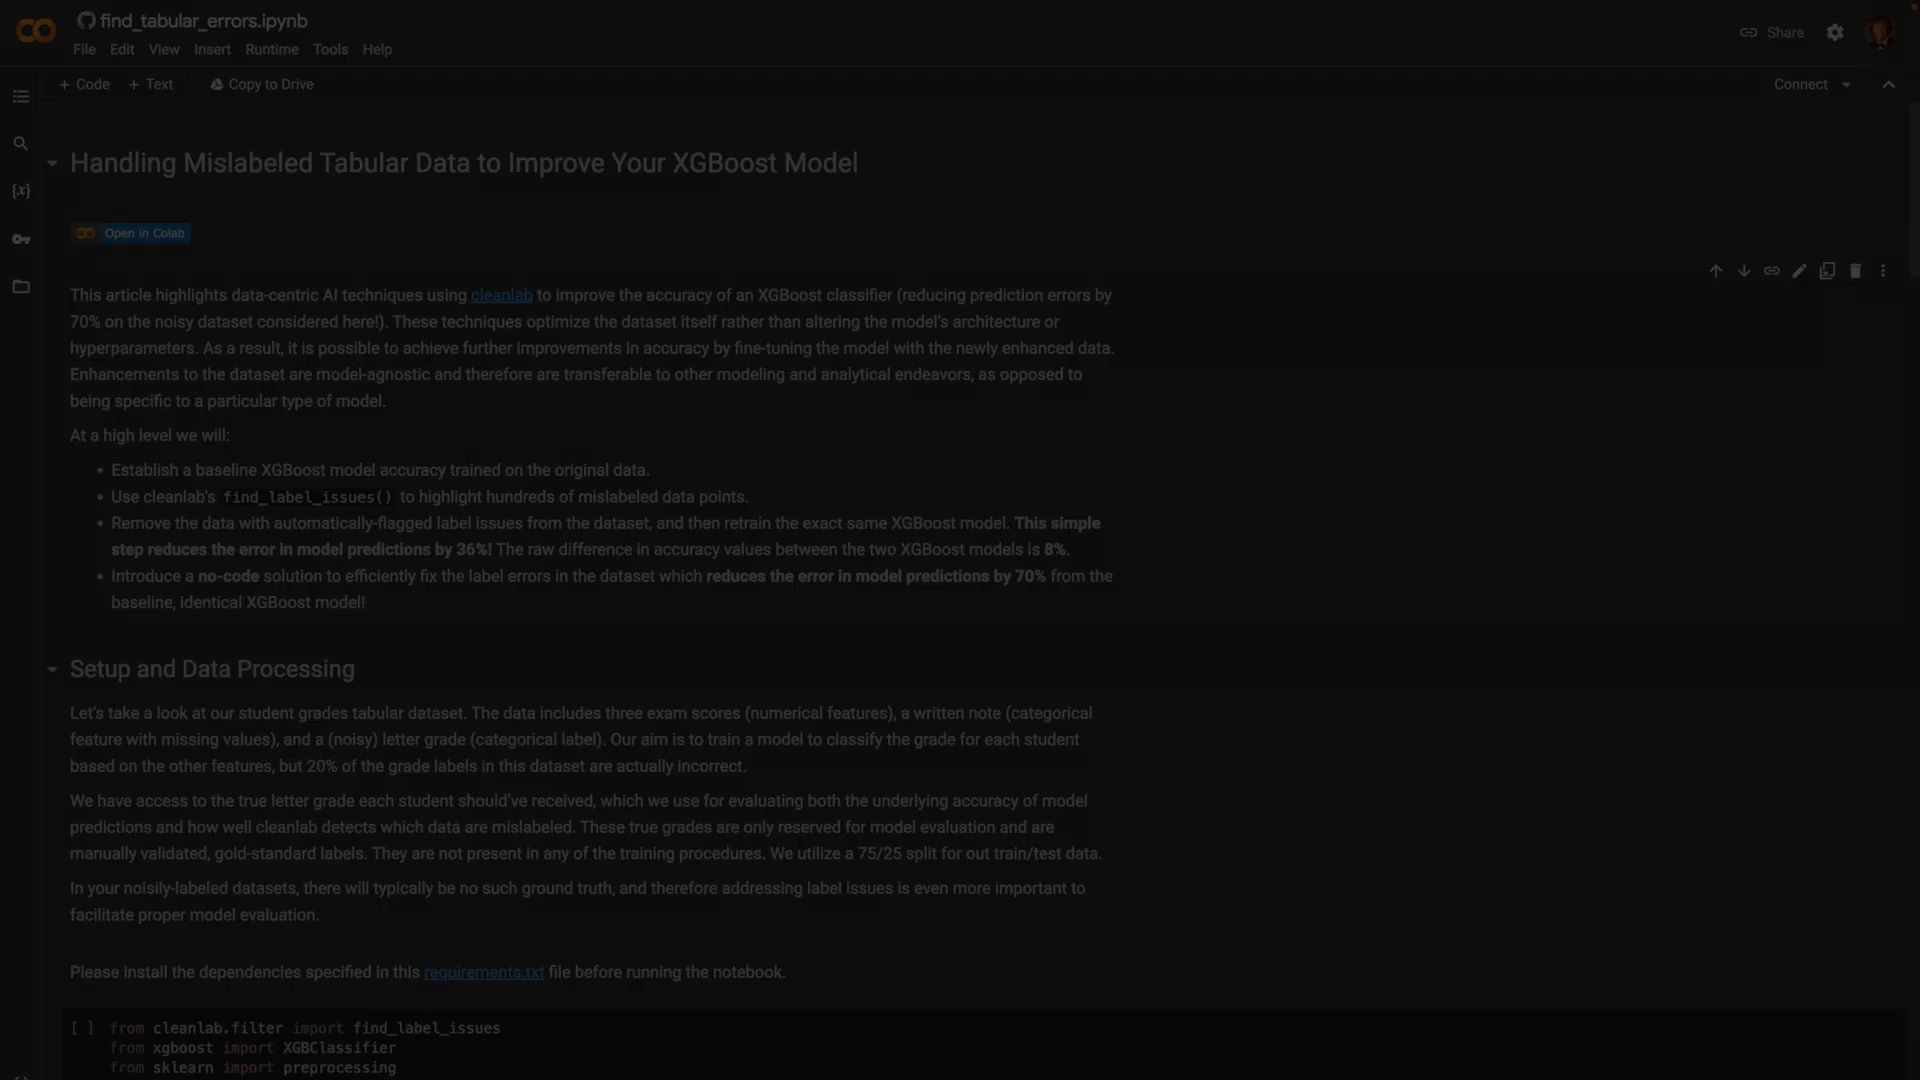 find_tabular_errors.ipynb
File Edit View Insert Runtime Tools Help
Share
+ Code + Text Copy to Drive
Connect
Handling Mislabeled Tabular Data to Improve Your XGBoost Model
Open in Colab
This article highlights data-centric AI techniques using cleanlab to improve the accuracy of an XGBoost classifier (reducing prediction errors by
70% on the noisy dataset considered here!). These techniques optimize the dataset itself rather than altering the model's architecture or
hyperparameters. As a result, it is possible to achieve further improvements in accuracy by fine-tuning the model with the newly enhanced data.
Enhancements to the dataset are model-agnostic and therefore are transferable to other modeling and analytical endeavors, as opposed to
being specific to a particular type of model.
At a high level we will:
• Establish a baseline XGBoost model accuracy trained on the original data.
• Use cleanlab's find_label_issues() to highlight hundreds of mislabeled data points.
• Remove the data with automatically-flagged label issues from the dataset, and then retrain the exact same XGBoost model. This simple
step reduces the error in model predictions by 36%! The raw difference in accuracy values between the two XGBoost models is 8%.
• Introduce a no-code solution to efficiently fix the label errors in the dataset which reduces the error in model predictions by 70% from the
baseline, identical XGBoost model!
Setup and Data Processing
Let's take a look at our student grades tabular dataset. The data includes three exam scores (numerical features), a written note (categorical
feature with missing values), and a (noisy) letter grade (categorical label). Our aim is to train a model to classify the grade for each student
based on the other features, but 20% of the grade labels in this dataset are actually incorrect.
We have access to the true letter grade each student should've received, which we use for evaluating both the underlying accuracy of model
predictions and how well cleanlab detects which data are mislabeled. These true grades are only reserved for model evaluation and are
manually validated, gold-standard labels. They are not present in any of the training procedures. We utilize a 75/25 split for out train/test data.
In your noisily-labeled datasets, there will typically be no such ground truth, and therefore addressing label issues is even more important to
facilitate proper model evaluation.
Please install the dependencies specified in this requirements.txt file before running the notebook.
[ ] from cleanlab.filter import find_label_issues
from xgboost import XGBClassifier
from sklearn import preprocessing